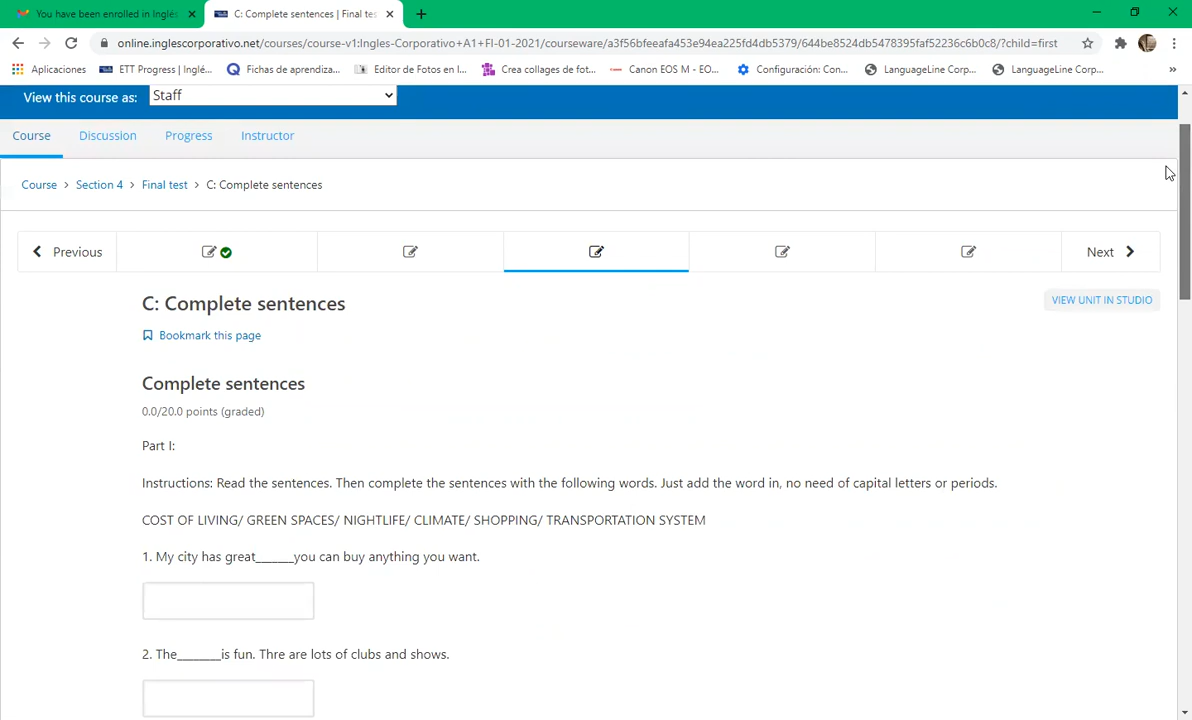 You have been enrolled in Inglés
C: Complete sentences | Final tes
online.inglescorporativo.net/courses/course-v1:Ingles-Corporativo+A1+FI-01-2021/courseware/a3f56bfeeafa453e94ea225fd4db5379/644be8524db5478395faf52236c6b0c8/?child=first
Aplicaciones
ETT Progress | Inglé...
Fichas de aprendiza...
Editor de Fotos en l...
Crea collages de fot...
Canon EOS M - EO...
Configuración: Con...
LanguageLine Corp...
LanguageLine Corp...
View this course as: Staff
Course Discussion Progress Instructor
Course > Section 4 > Final test > C: Complete sentences
Previous
Next
C: Complete sentences
VIEW UNIT IN STUDIO
Bookmark this page
Complete sentences
0.0/20.0 points (graded)
Part I:
Instructions: Read the sentences. Then complete the sentences with the following words. Just add the word in, no need of capital letters or periods.
COST OF LIVING/ GREEN SPACES/ NIGHTLIFE/ CLIMATE/ SHOPPING/ TRANSPORTATION SYSTEM
1. My city has great______you can buy anything you want.
2. The_______is fun. Thre are lots of clubs and shows.